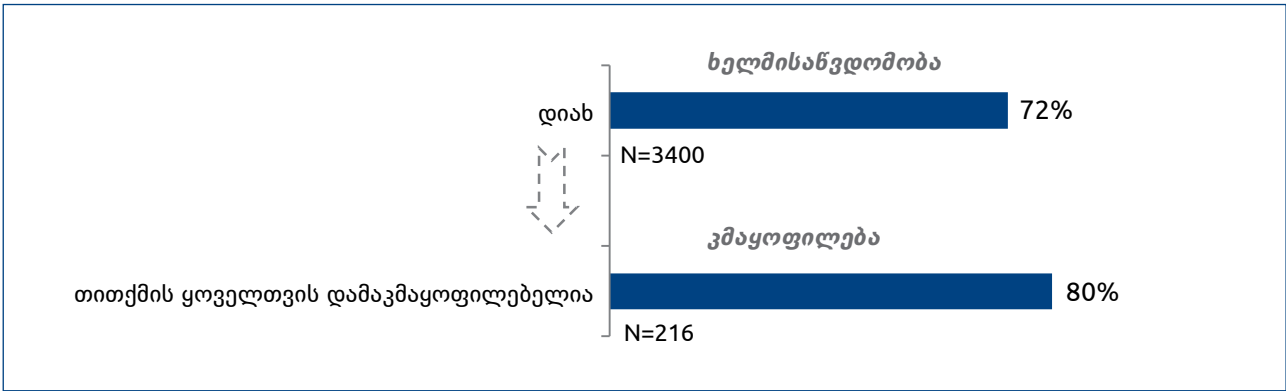 ხელმისაწვდომობა
დიახ
72%
N=3400
კმაყოფილება
თითქმის ყოველთვის დამაკმაყოფილებელია
80%
N=216